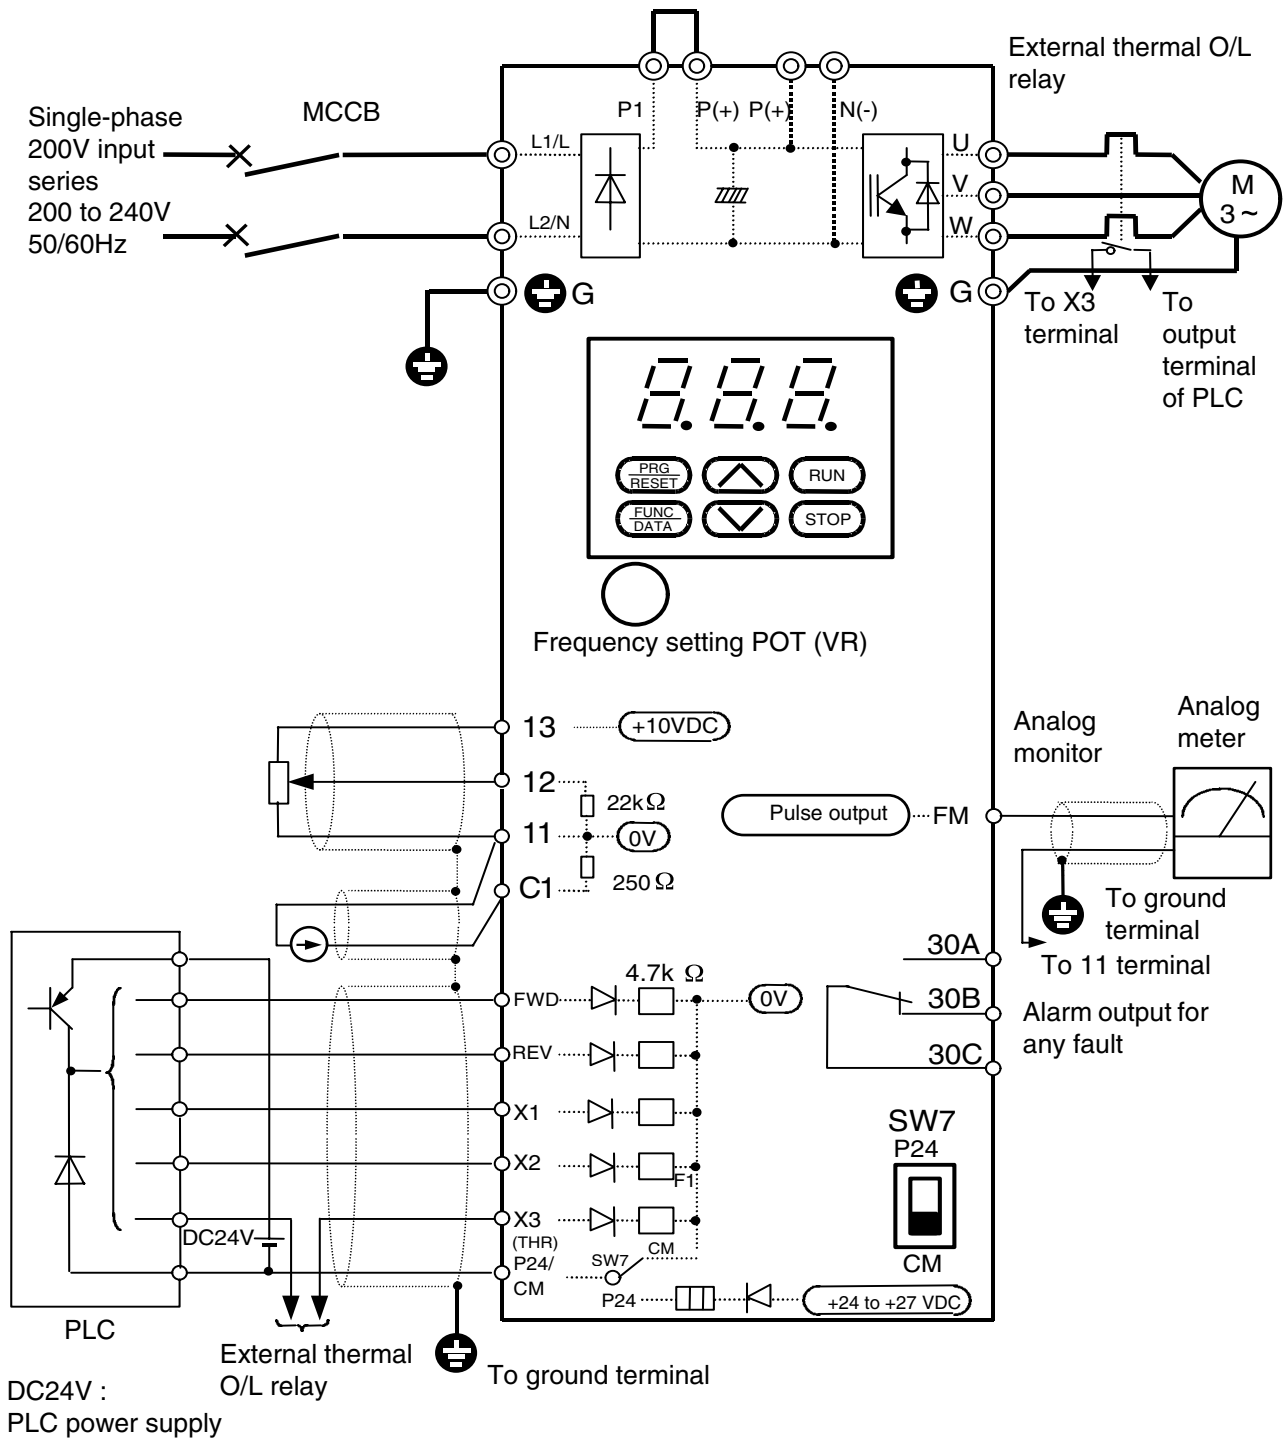 External thermal O/L
relay
Single-phase
200V input
series
200 to 240V
50/60Hz
MCCB
P1
P(+)
P(+)
N(-)
L1/L
L2/N
U
V
W
M
3~
G
G
To X3
terminal
To
output
terminal
of PLC
8.8.8.
PRG
RESET
RUN
FUNC
DATA
STOP
Frequency setting POT (VR)
13
+10VDC
12
22kΩ
11
0V
250 Ω
C1
Analog
monitor
Analog
meter
Pulse output
FM
To ground
terminal
To 11 terminal
30A
30B
30C
Alarm output for
any fault
4.7k Ω
FWD
0V
REV
X1
X2
F1
X3
(THR)
P24/
CM
SW7
CM
P24
+24 to +27 VDC
SW7
P24
CM
DC24V
PLC
External thermal
O/L relay
To ground terminal
DC24V :
PLC power supply